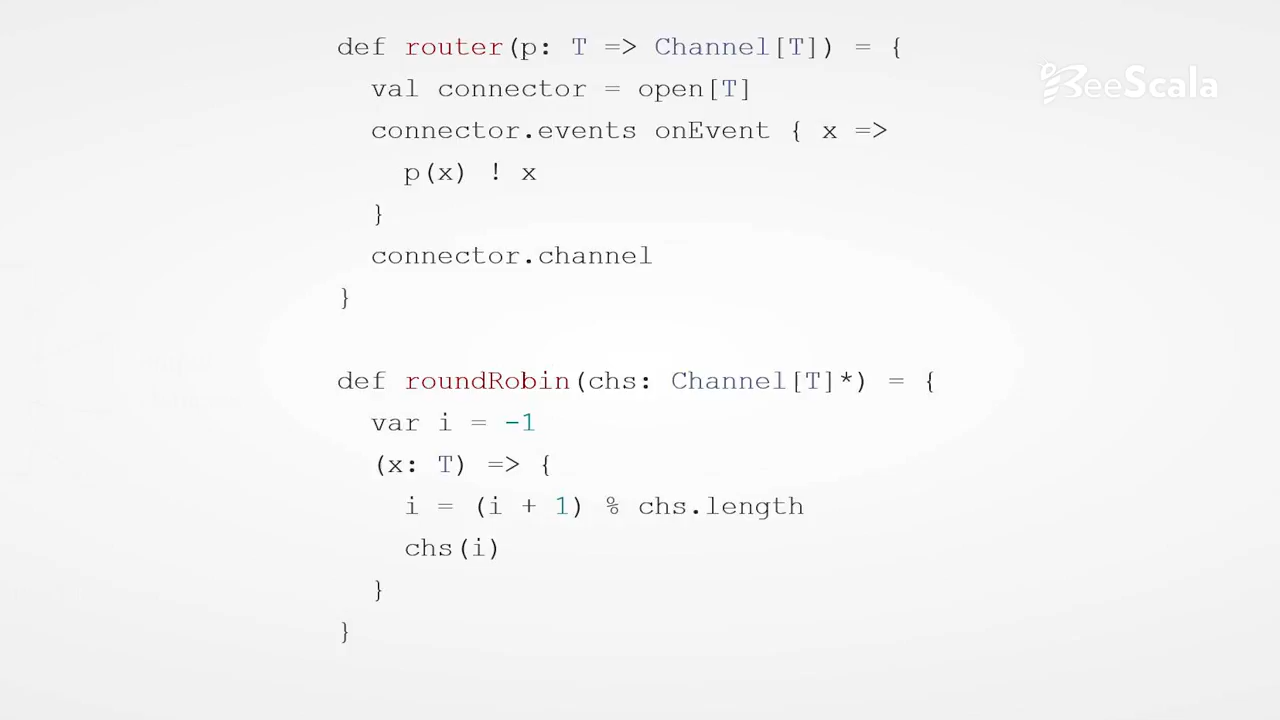 def router(p: T => Channel[T]) = {
BeeScala
  val connector = open[T]
  connector.events onEvent { x =>
    p(x) ! x
  }
  connector.channel
}

def roundRobin(chs: Channel[T]*) = {
  var i = -1
  (x: T) => {
    i = (i + 1) % chs.length
    chs(i)
  }
}